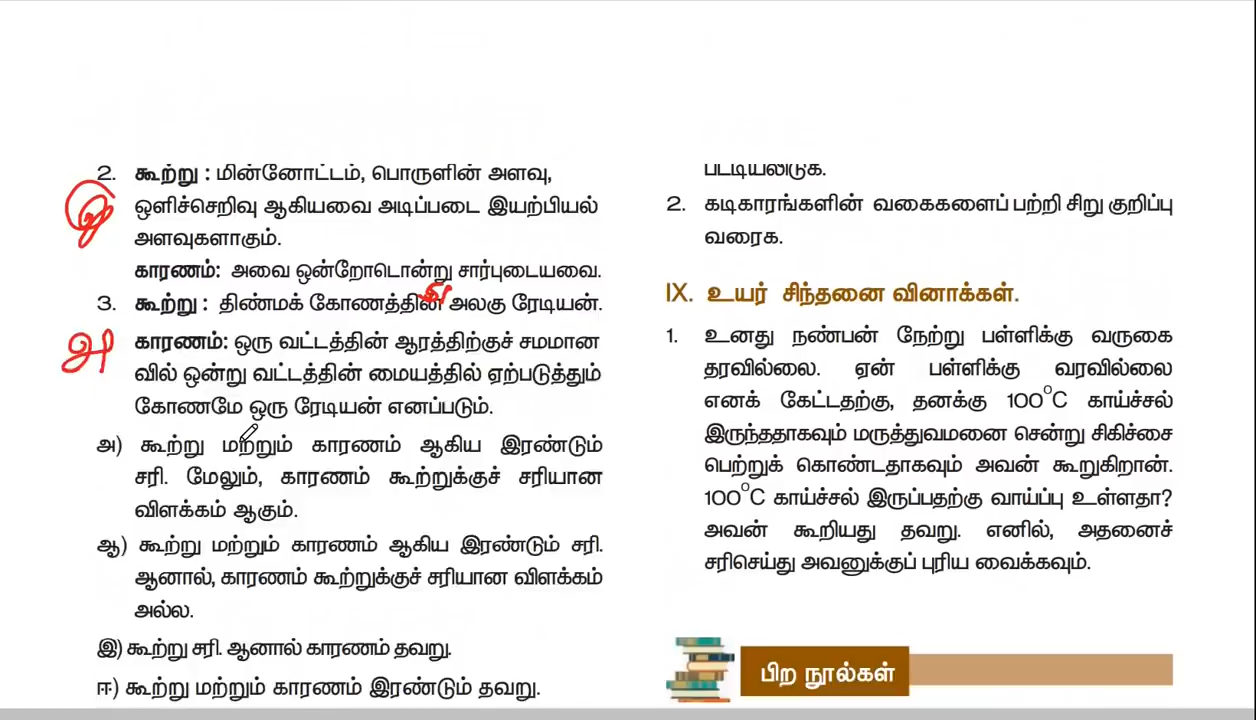 2. கூற்று : மின்னோட்டம், பொருளின் அளவு,
ஒளிச்செறிவு ஆகியவை அடிப்படை இயற்பியல்
அளவுகளாகும்.
காரணம்: அவை ஒன்றோடொன்று சார்புடையவை.
3. கூற்று : திண்மக் கோணத்தின் அலகு ரேடியன்.
அ
காரணம்: ஒரு வட்டத்தின் ஆரத்திற்குச் சமமான
வில் ஒன்று வட்டத்தின் மையத்தில் ஏற்படுத்தும்
கோணமே ஒரு ரேடியன் எனப்படும்.
அ) கூற்று மற்றும் காரணம் ஆகிய இரண்டும்
சரி. மேலும், காரணம் கூற்றுக்குச் சரியான
விளக்கம் ஆகும்.
ஆ) கூற்று மற்றும் காரணம் ஆகிய இரண்டும் சரி.
ஆனால், காரணம் கூற்றுக்குச் சரியான விளக்கம்
அல்ல.
இ) கூற்று சரி. ஆனால் காரணம் தவறு.
ஈ) கூற்று மற்றும் காரணம் இரண்டும் தவறு.
பட்டியலிடுக.
2. கடிகாரங்களின் வகைகளைப் பற்றி சிறு குறிப்பு
வரைக.
IX. உயர் சிந்தனை வினாக்கள்.
1. உனது நண்பன் நேற்று பள்ளிக்கு வருகை
தரவில்லை. ஏன் பள்ளிக்கு வரவில்லை
எனக் கேட்டதற்கு, தனக்கு 100°C காய்ச்சல்
இருந்ததாகவும் மருத்துவமனை சென்று சிகிச்சை
பெற்றுக் கொண்டதாகவும் அவன் கூறுகிறான்.
100°C காய்ச்சல் இருப்பதற்கு வாய்ப்பு உள்ளதா?
அவன் கூறியது தவறு. எனில், அதனைச்
சரிசெய்து அவனுக்குப் புரிய வைக்கவும்.
பிற நூல்கள்